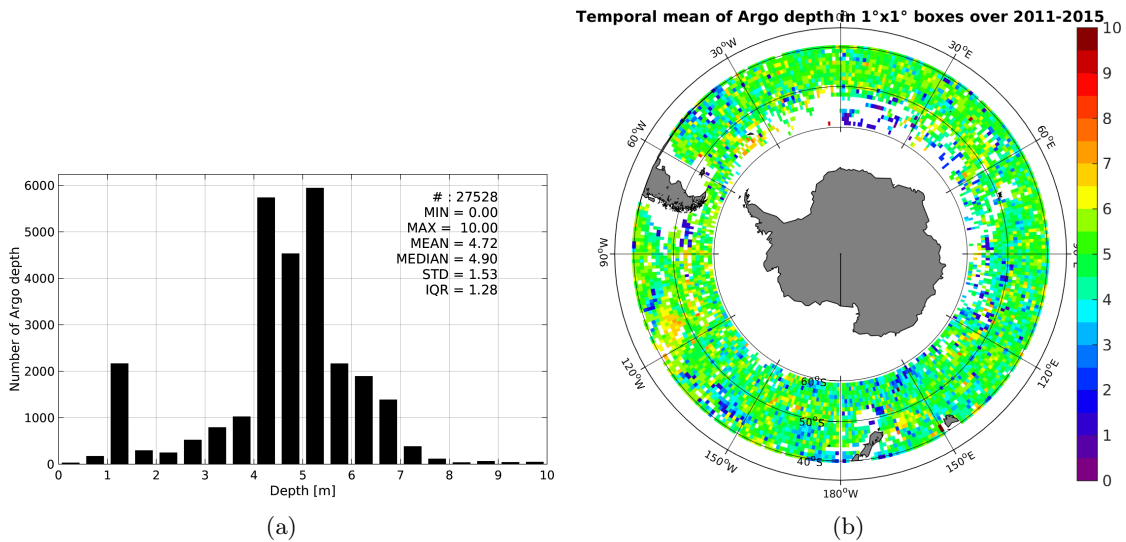 Temporal mean of Argo depth in 1°x1° boxes over 2011-2015
Number of Argo depth
6000
5000
4000
3000
2000
1000
0
# : 27528
MIN = 0.00
MAX = 10.00
MEAN = 4.72
MEDIAN = 4.90
STD = 1.53
IQR = 1.28
0 1 2 3 4 5 6 7 8 9 10
Depth [m]
(a)
30°W
30°E
60°W
60°E
90°W
120°W
120°E
150°W
150°E
180°W
60°S
50°S
40°S
10
9
8
7
6
5
4
3
2
1
0
(b)